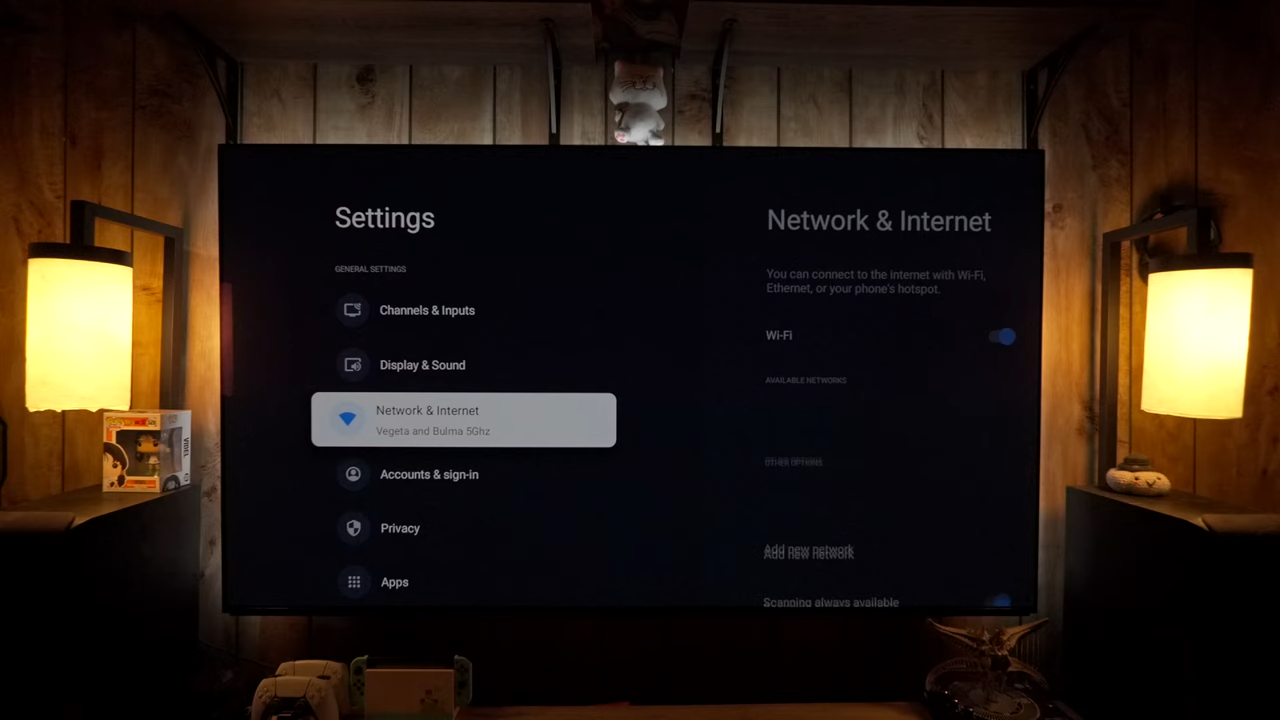 Settings
GENERAL SETTINGS
Channels & Inputs
Display & Sound
Network & Internet
Vegeta and Bulma 5Ghz
Accounts & sign-in
Privacy
Apps
Network & Internet
You can connect to the internet with Wi-Fi,
Ethernet, or your phone's hotspot.
Wi-Fi
AVAILABLE NETWORKS
OTHER OPTIONS
Add new network
Scanning always available
VIDEL